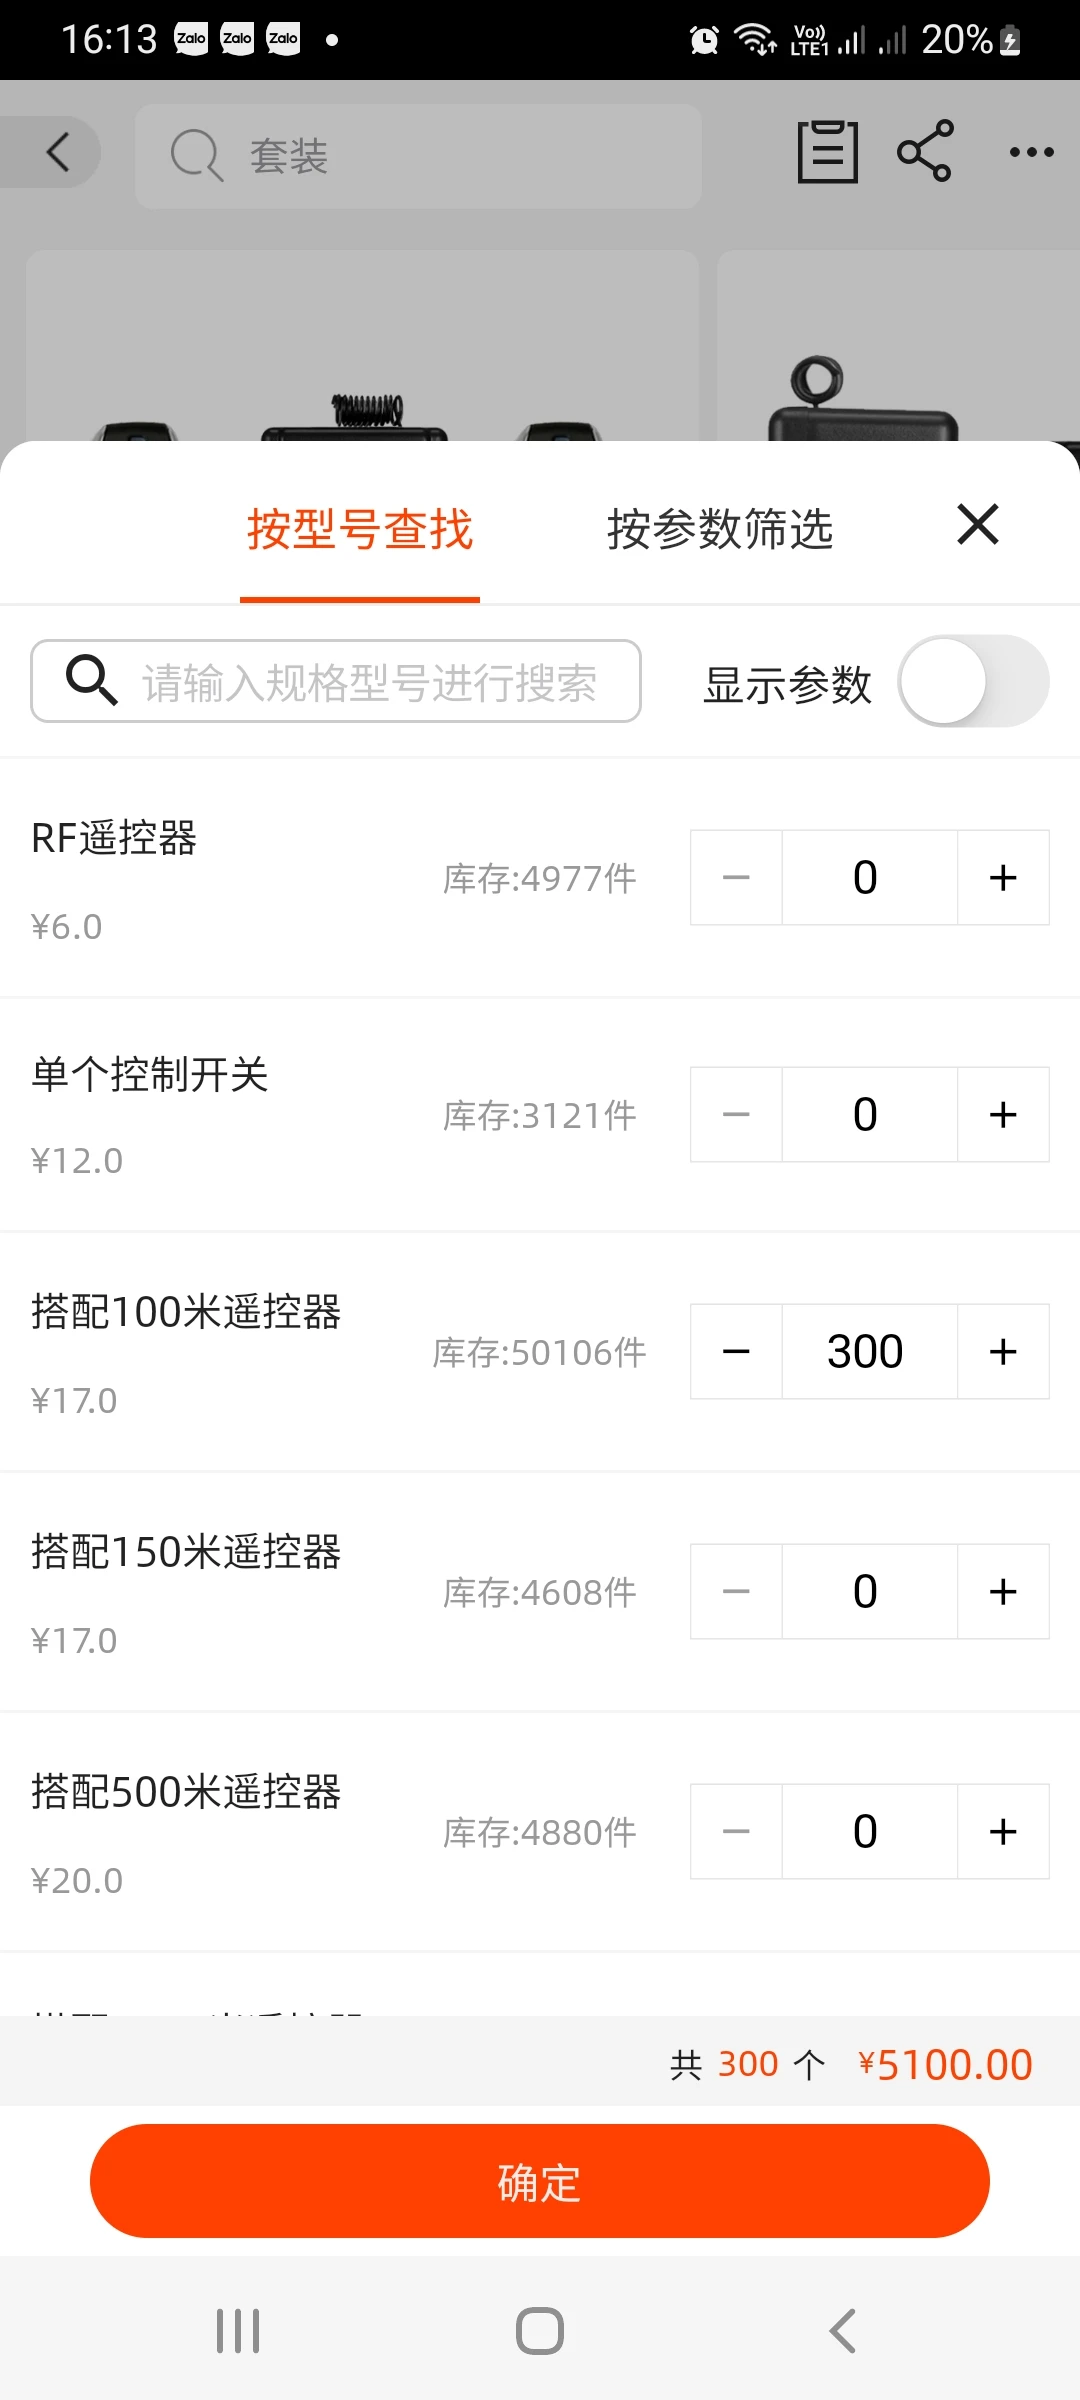 16:13 Zalo Zalo Zalo Vo)) LTE1 20%
套装
按型号查找 按参数筛选
请输入规格型号进行搜索 显示参数
RF遥控器
库存:4977件 0
¥6.0
单个控制开关
库存:3121件 0
¥12.0
搭配100米遥控器
库存:50106件 300
¥17.0
搭配150米遥控器
库存:4608件 0
¥17.0
搭配500米遥控器
库存:4880件 0
¥20.0
共 300 个 ¥5100.00
确定